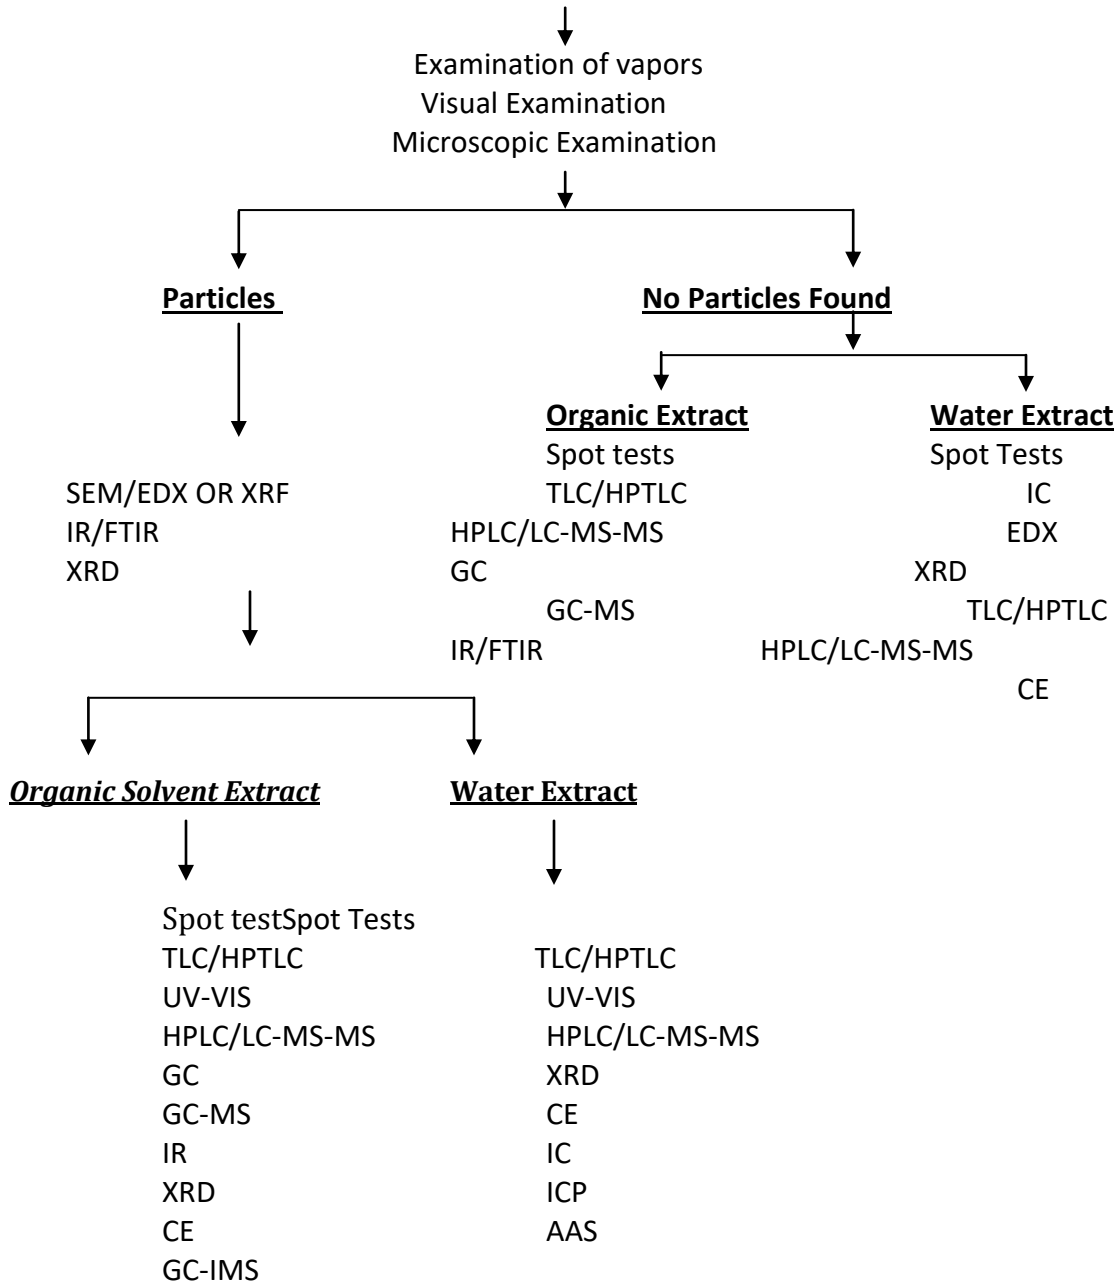 Examination of vapors
Visual Examination
Microscopic Examination
Particles
No Particles Found
Organic Extract
Spot tests
TLC/HPTLC
HPLC/LC-MS-MS
GC
GC-MS
IR/FTIR
Water Extract
Spot Tests
IC
EDX
XRD
TLC/HPTLC
HPLC/LC-MS-MS
CE
SEM/EDX OR XRF
IR/FTIR
XRD
Organic Solvent Extract
Water Extract
Spot testSpot Tests
TLC/HPTLC
UV-VIS
HPLC/LC-MS-MS
GC
GC-MS
IR
XRD
CE
GC-IMS
TLC/HPTLC
UV-VIS
HPLC/LC-MS-MS
XRD
CE
IC
ICP
AAS